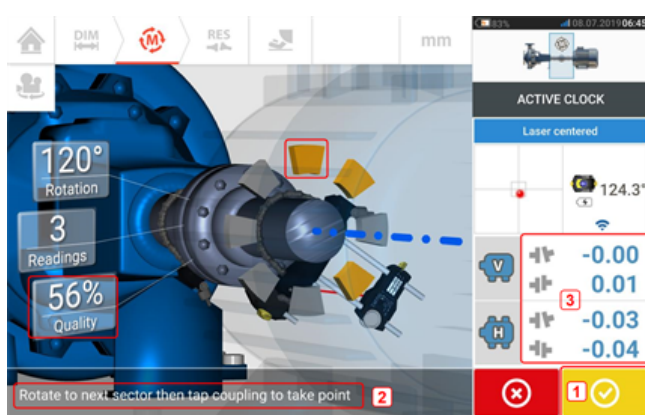 DIM
M
RES
mm
120°
Rotation
3
Readings
56%
Quality
Rotate to next sector then tap coupling to take point
2
83%
08.07.2019 06:45
ACTIVE CLOCK
Laser centered
124.3°
V
-0.00
0.01
3
H
-0.03
-0.04
1